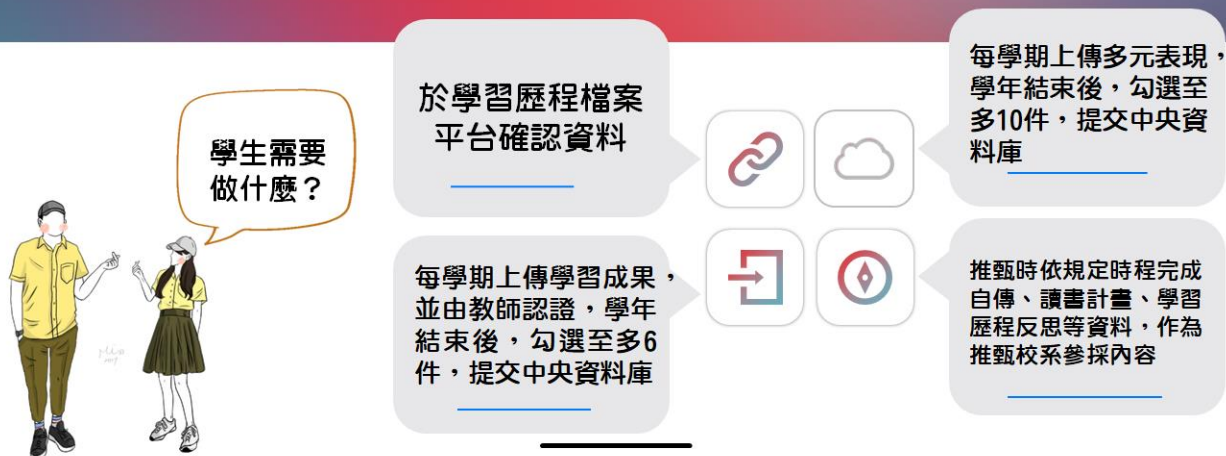 學生需要
做什麼？
於學習歷程檔案
平台確認資料
每學期上傳多元表現，
學年結束後，勾選至
多10件，提交中央資
料庫
每學期上傳學習成果，
並由教師認證，學年
結束後，勾選至多6
件，提交中央資料庫
推甄時依規定時程完成
自傳、讀書計畫、學習
歷程反思等資料，作為
推甄校系參採內容